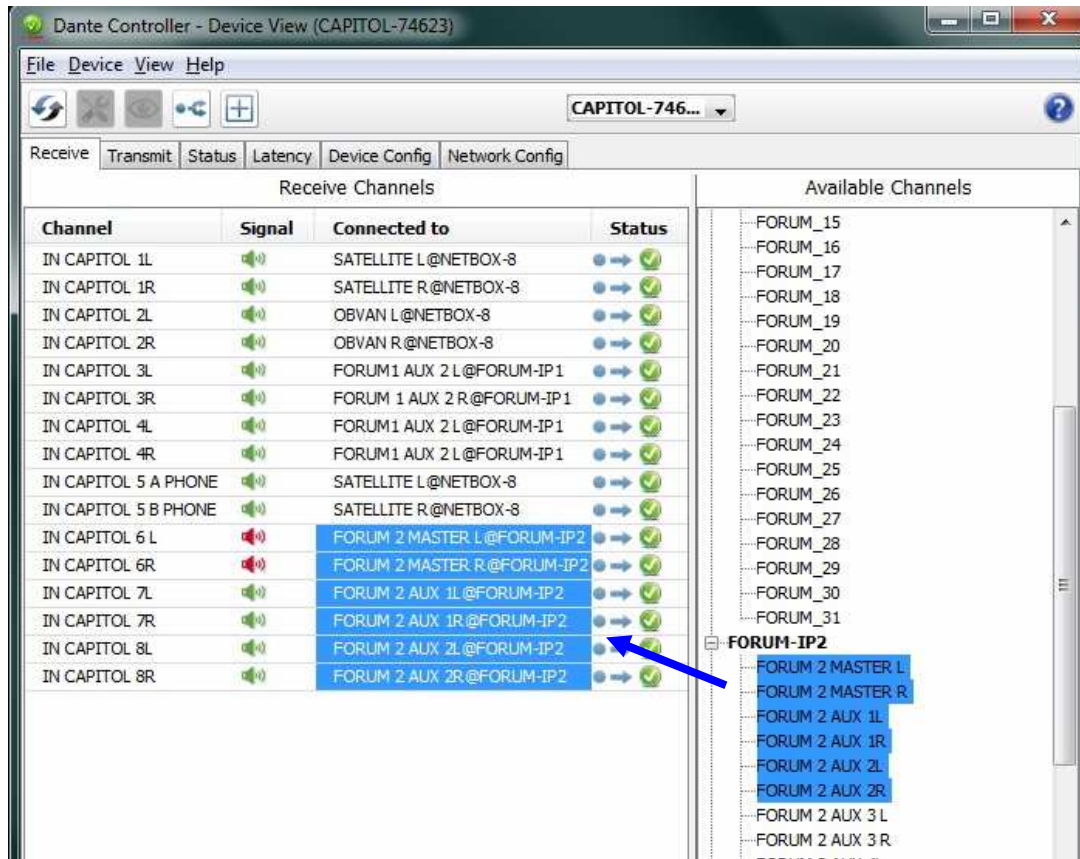 Dante Controller - Device View (CAPITOL-74623)
File Device View Help
CAPITOL-746...
Receive Transmit Status Latency Device Config Network Config
Receive Channels
Channel Signal Connected to Status
IN CAPITOL 1L SATELLITE L@NETBOX-8
IN CAPITOL 1R SATELLITE R@NETBOX-8
IN CAPITOL 2L OBVAN L@NETBOX-8
IN CAPITOL 2R OBVAN R@NETBOX-8
IN CAPITOL 3L FORUM1 AUX 2 L@FORUM-IP1
IN CAPITOL 3R FORUM 1 AUX 2 R@FORUM-IP1
IN CAPITOL 4L FORUM1 AUX 2 L@FORUM-IP1
IN CAPITOL 4R FORUM1 AUX 2 L@FORUM-IP1
IN CAPITOL 5 A PHONE SATELLITE L@NETBOX-8
IN CAPITOL 5 B PHONE SATELLITE R@NETBOX-8
IN CAPITOL 6 L FORUM 2 MASTER L@FORUM-IP2
IN CAPITOL 6R FORUM 2 MASTER R@FORUM-IP2
IN CAPITOL 7L FORUM 2 AUX 1L@FORUM-IP2
IN CAPITOL 7R FORUM 2 AUX 1R@FORUM-IP2
IN CAPITOL 8L FORUM 2 AUX 2L@FORUM-IP2
IN CAPITOL 8R FORUM 2 AUX 2R@FORUM-IP2
Available Channels
FORUM_15
FORUM_16
FORUM_17
FORUM_18
FORUM_19
FORUM_20
FORUM_21
FORUM_22
FORUM_23
FORUM_24
FORUM_25
FORUM_26
FORUM_27
FORUM_28
FORUM_29
FORUM_30
FORUM_31
FORUM-IP2
FORUM 2 MASTER L
FORUM 2 MASTER R
FORUM 2 AUX 1L
FORUM 2 AUX 1R
FORUM 2 AUX 2L
FORUM 2 AUX 2R
FORUM 2 AUX 3 L
FORUM 2 AUX 3 R